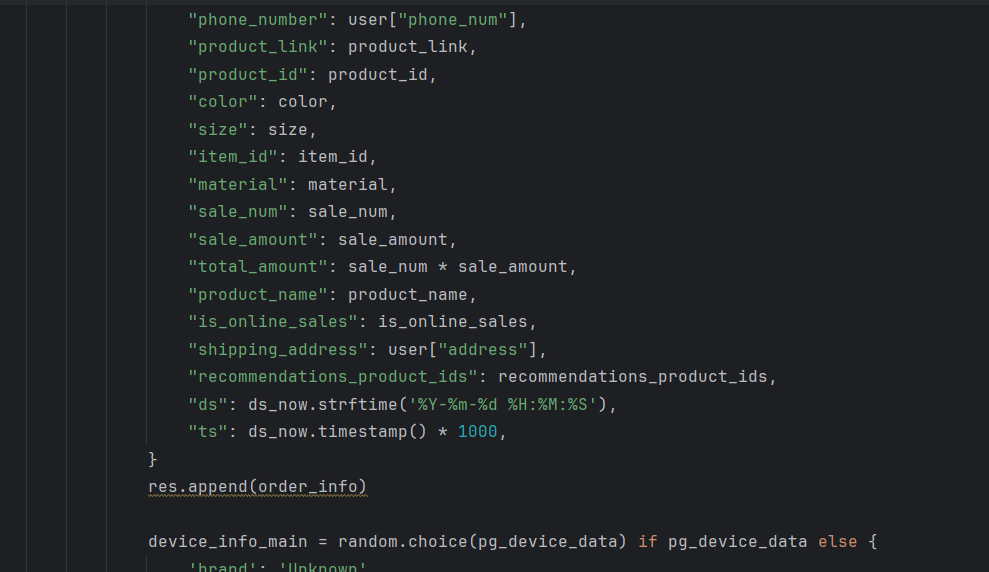 "phone_number": user["phone_num"],
"product_link": product_link,
"product_id": product_id,
"color": color,
"size": size,
"item_id": item_id,
"material": material,
"sale_num": sale_num,
"sale_amount": sale_amount,
"total_amount": sale_num * sale_amount,
"product_name": product_name,
"is_online_sales": is_online_sales,
"shipping_address": user["address"],
"recommendations_product_ids": recommendations_product_ids,
"ds": ds_now.strftime('%Y-%m-%d %H:%M:%S'),
"ts": ds_now.timestamp() * 1000,
}
res.append(order_info)
device_info_main = random.choice(pg_device_data) if pg_device_data else {
'brand': 'Unknown'